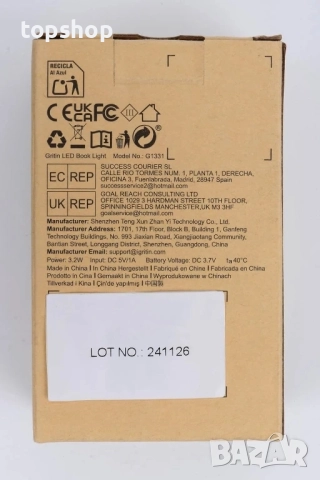 topshop
RECICLA
Al Azul
CE UKCA FC III
Gritin LED Book Light Model No.: G1331
EC REP
SUCCESS COURIER SL
CALLE RIO TORMES NUM. 1, PLANTA 1, DERECHA,
OFICINA 3, Fuenlabrada, Madrid, 28947 Spain
successservice2@hotmail.com
UK REP
GOAL REACH CONSULTING LTD
OFFICE 1029 3 HARDMAN STREET 10TH FLOOR,
SPINNINGFIELDS MANCHESTER,UK M3 3HF
goalservice@hotmail.com
Manufacturer: Shenzhen Teng Xun Zhan Yi Technology Co., Ltd.
Manufacturer Address: 1701, 17th Floor, Block B, Building 1, Ganfeng
Technology Buildings, No. 993 Jiaxian Road, Xiangjiaotang Community,
Bantian Street, Longgang District, Shenzhen, Guangdong, China
Manufacturer Email: support@igritin.com
Power: 3.2W Input: DC 5V/1A Battery Voltage: DC 3.7V ta 40°C
Made in China | In China Hergestellt | Fabriqué en Chine | Fabricada en
China | Prodotto in Cina | Gemaakt in China | Wyprodukowane w Chinach
Tillverkad i Kina | Çin'de yapılmıştır | 中国製
LOT NO.: 241126
BAZAR